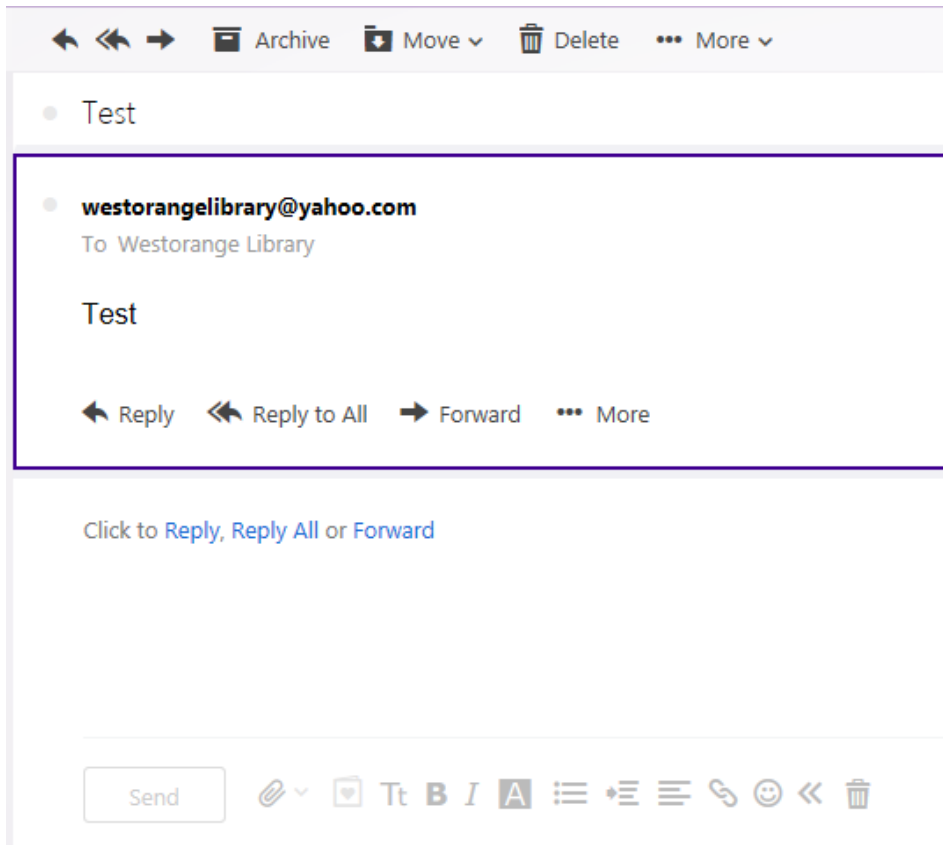 Archive Move Delete ••• More
Test
westorangelibrary@yahoo.com
To Westorange Library
Test
Reply Reply to All Forward ••• More
Click to Reply, Reply All or Forward
Send Tt B I A